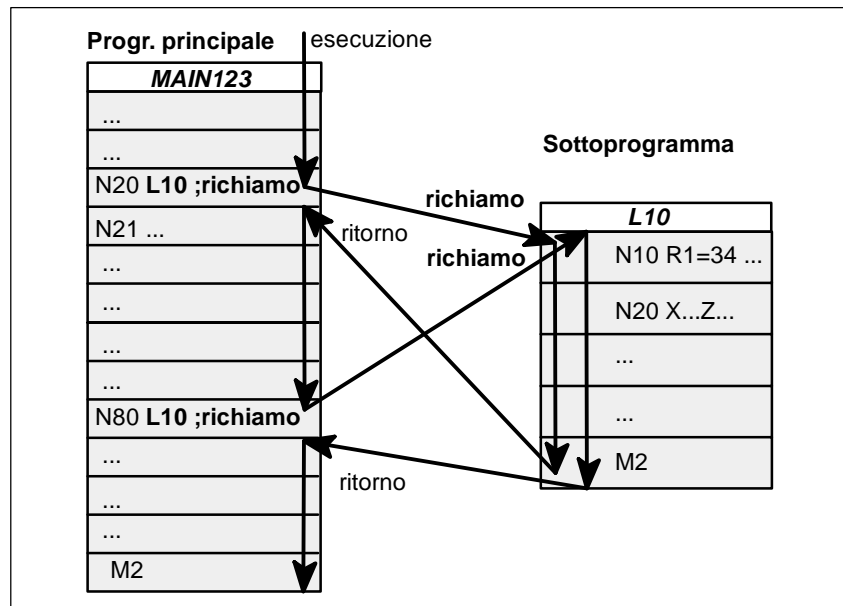 Progr. principale
esecuzione
MAIN123
...
...
N20 L10 ;richiamo
N21 ...
...
...
...
...
N80 L10 ;richiamo
...
...
...
M2
richiamo
ritorno
richiamo
ritorno
Sottoprogramma
L10
N10 R1=34 ...
N20 X...Z...
...
...
M2